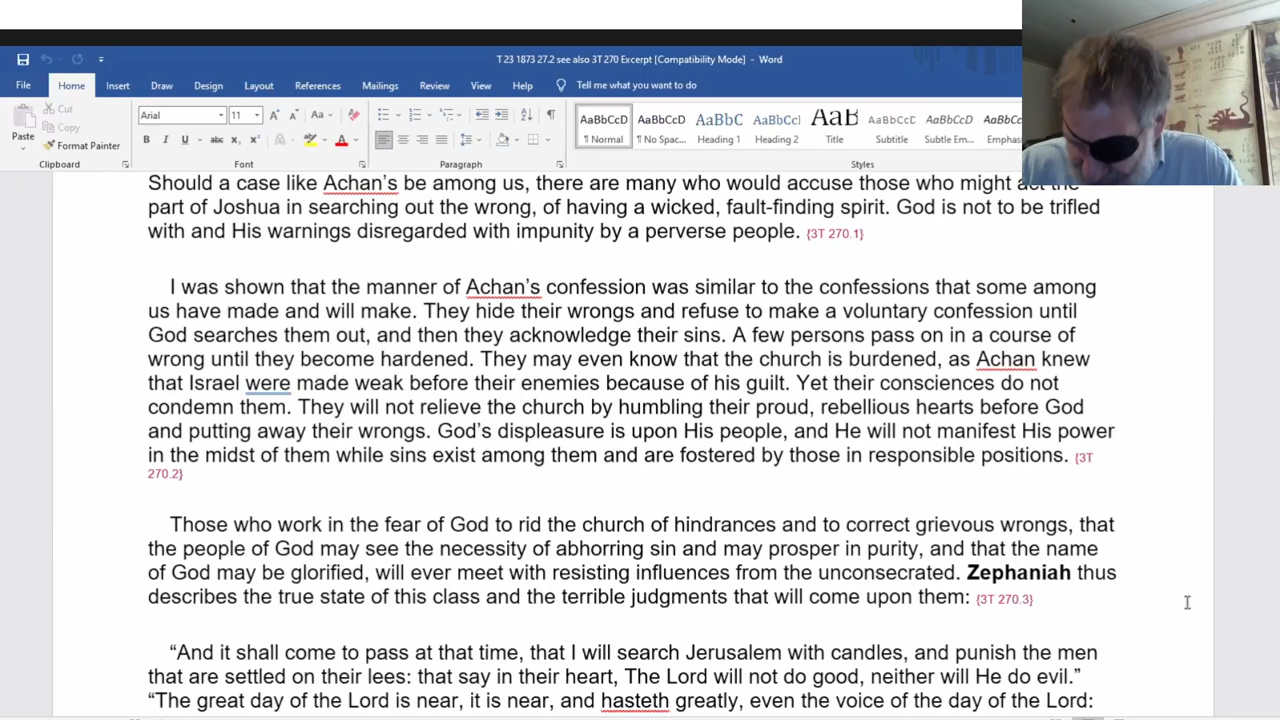 T 23 1873 27.2 see also 3T 270 Excerpt [Compatibility Mode] - Word
File Home Insert Draw Design Layout References Mailings Review View Help Tell me what you want to do
Cut
Copy
Paste Format Painter
Arial 11
AaBbCcD AaBbCcD AaBbC AaBbCcI AaB AaBbCcD AaBbCcD AaBbCc
Normal No Spac... Heading 1 Heading 2 Title Subtitle Subtle Em... Emphas
Clipboard Font Paragraph Styles
Should a case like Achan’s be among us, there are many who would accuse those who might act the
part of Joshua in searching out the wrong, of having a wicked, fault-finding spirit. God is not to be trifled
with and His warnings disregarded with impunity by a perverse people. {3T 270.1}
I was shown that the manner of Achan’s confession was similar to the confessions that some among
us have made and will make. They hide their wrongs and refuse to make a voluntary confession until
God searches them out, and then they acknowledge their sins. A few persons pass on in a course of
wrong until they become hardened. They may even know that the church is burdened, as Achan knew
that Israel were made weak before their enemies because of his guilt. Yet their consciences do not
condemn them. They will not relieve the church by humbling their proud, rebellious hearts before God
and putting away their wrongs. God’s displeasure is upon His people, and He will not manifest His power
in the midst of them while sins exist among them and are fostered by those in responsible positions. {3T
270.2}
Those who work in the fear of God to rid the church of hindrances and to correct grievous wrongs, that
the people of God may see the necessity of abhorring sin and may prosper in purity, and that the name
of God may be glorified, will ever meet with resisting influences from the unconsecrated. Zephaniah thus
describes the true state of this class and the terrible judgments that will come upon them: {3T 270.3}
“And it shall come to pass at that time, that I will search Jerusalem with candles, and punish the men
that are settled on their lees: that say in their heart, The Lord will not do good, neither will He do evil.”
“The great day of the Lord is near, it is near, and hasteth greatly, even the voice of the day of the Lord: